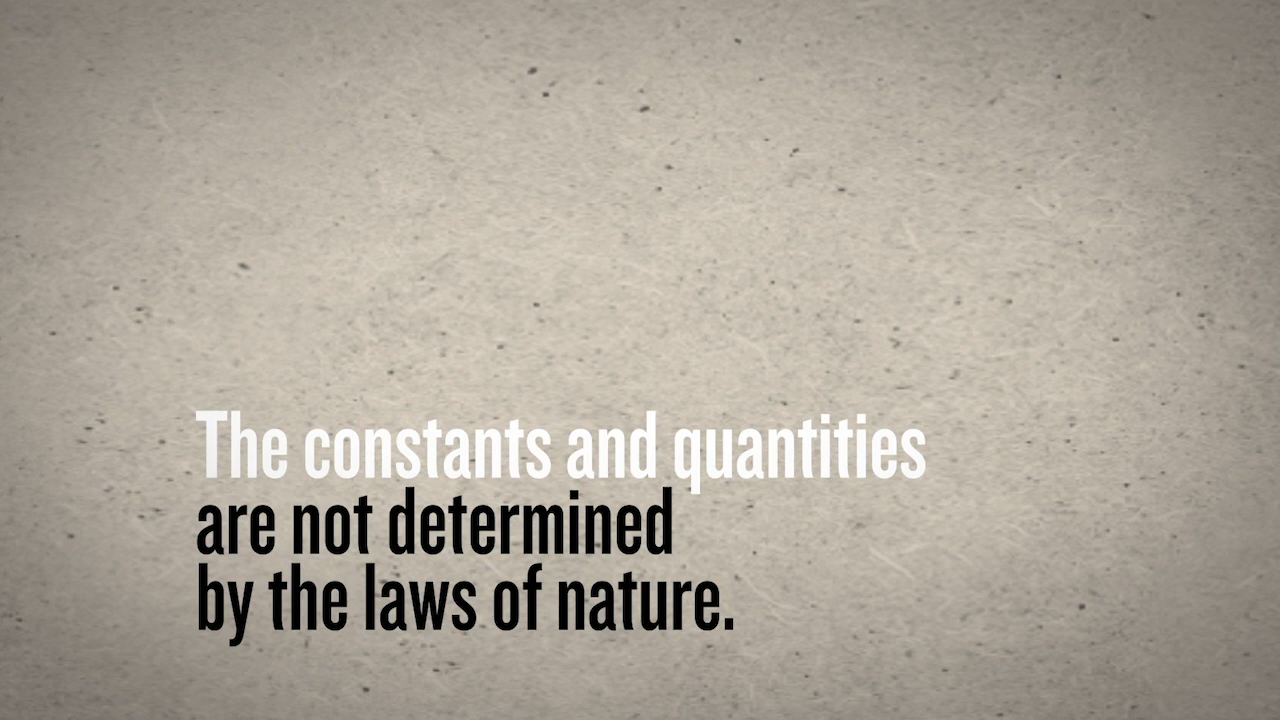 The constants and quantities
are not determined
by the laws of nature.